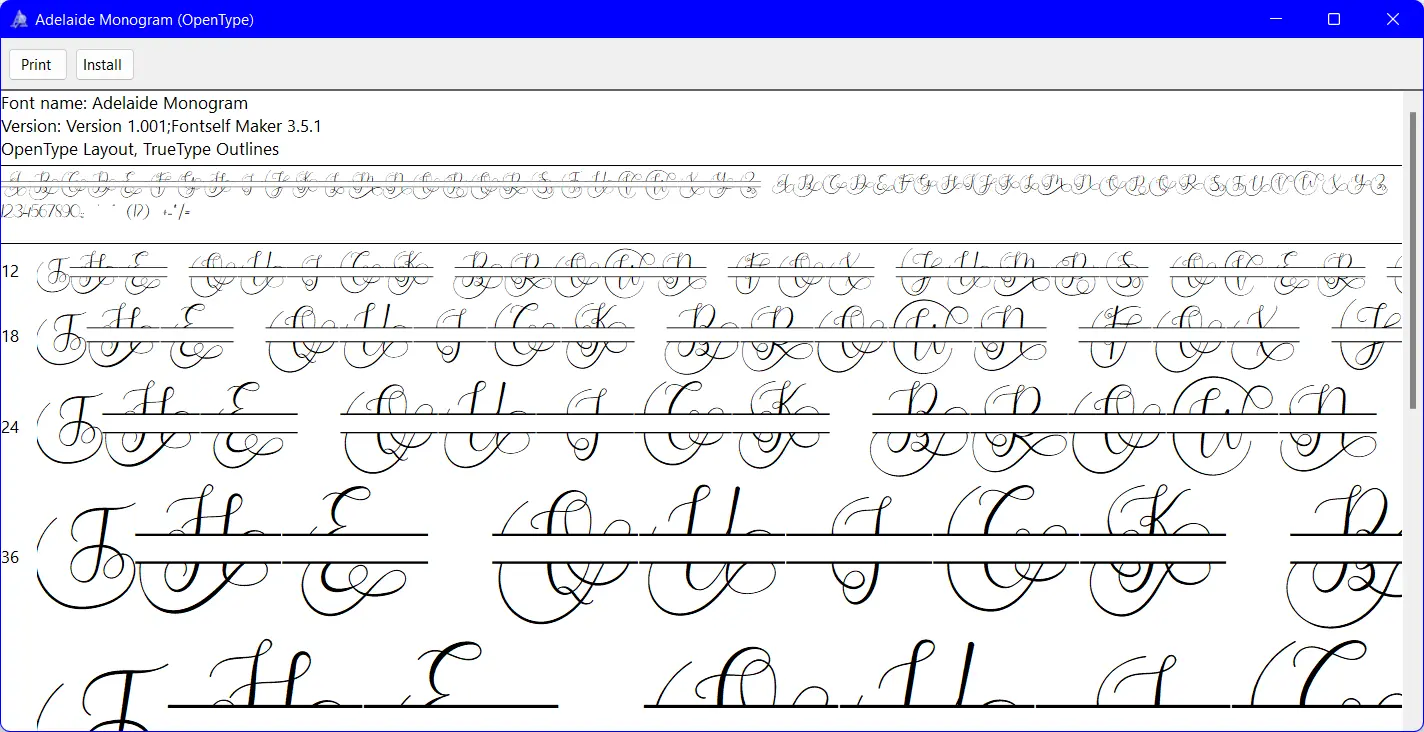 Adelaide Monogram (OpenType)
Print Install
Font name: Adelaide Monogram
Version: Version 1.001;Fontself Maker 3.5.1
OpenType Layout, TrueType Outlines
A B C D E F G H I J K L M N O P Q R S T U V W X Y Z ABCDEFGHIJKLMNOPQRSTUVWXYZ
1234567890.: ' " (!?) +-*/=
12 THE QUICK BROWN FOX JUMPS OVER
18 THE QUICK BROWN FOX J
24 THE QUICK BROWN
36 THE QUICK B
THE QUIC